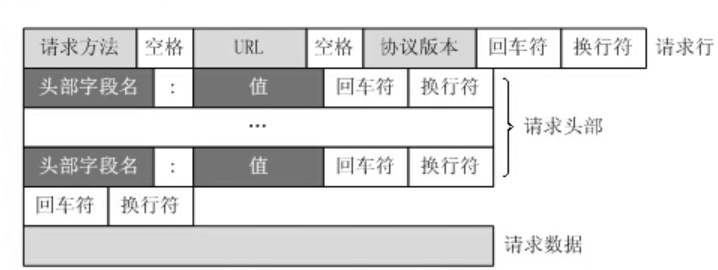 请求方法 空格 URL 空格 协议版本 回车符 换行符 请求行
头部字段名 : 值 回车符 换行符
… 请求头部
头部字段名 : 值 回车符 换行符
回车符 换行符
请求数据